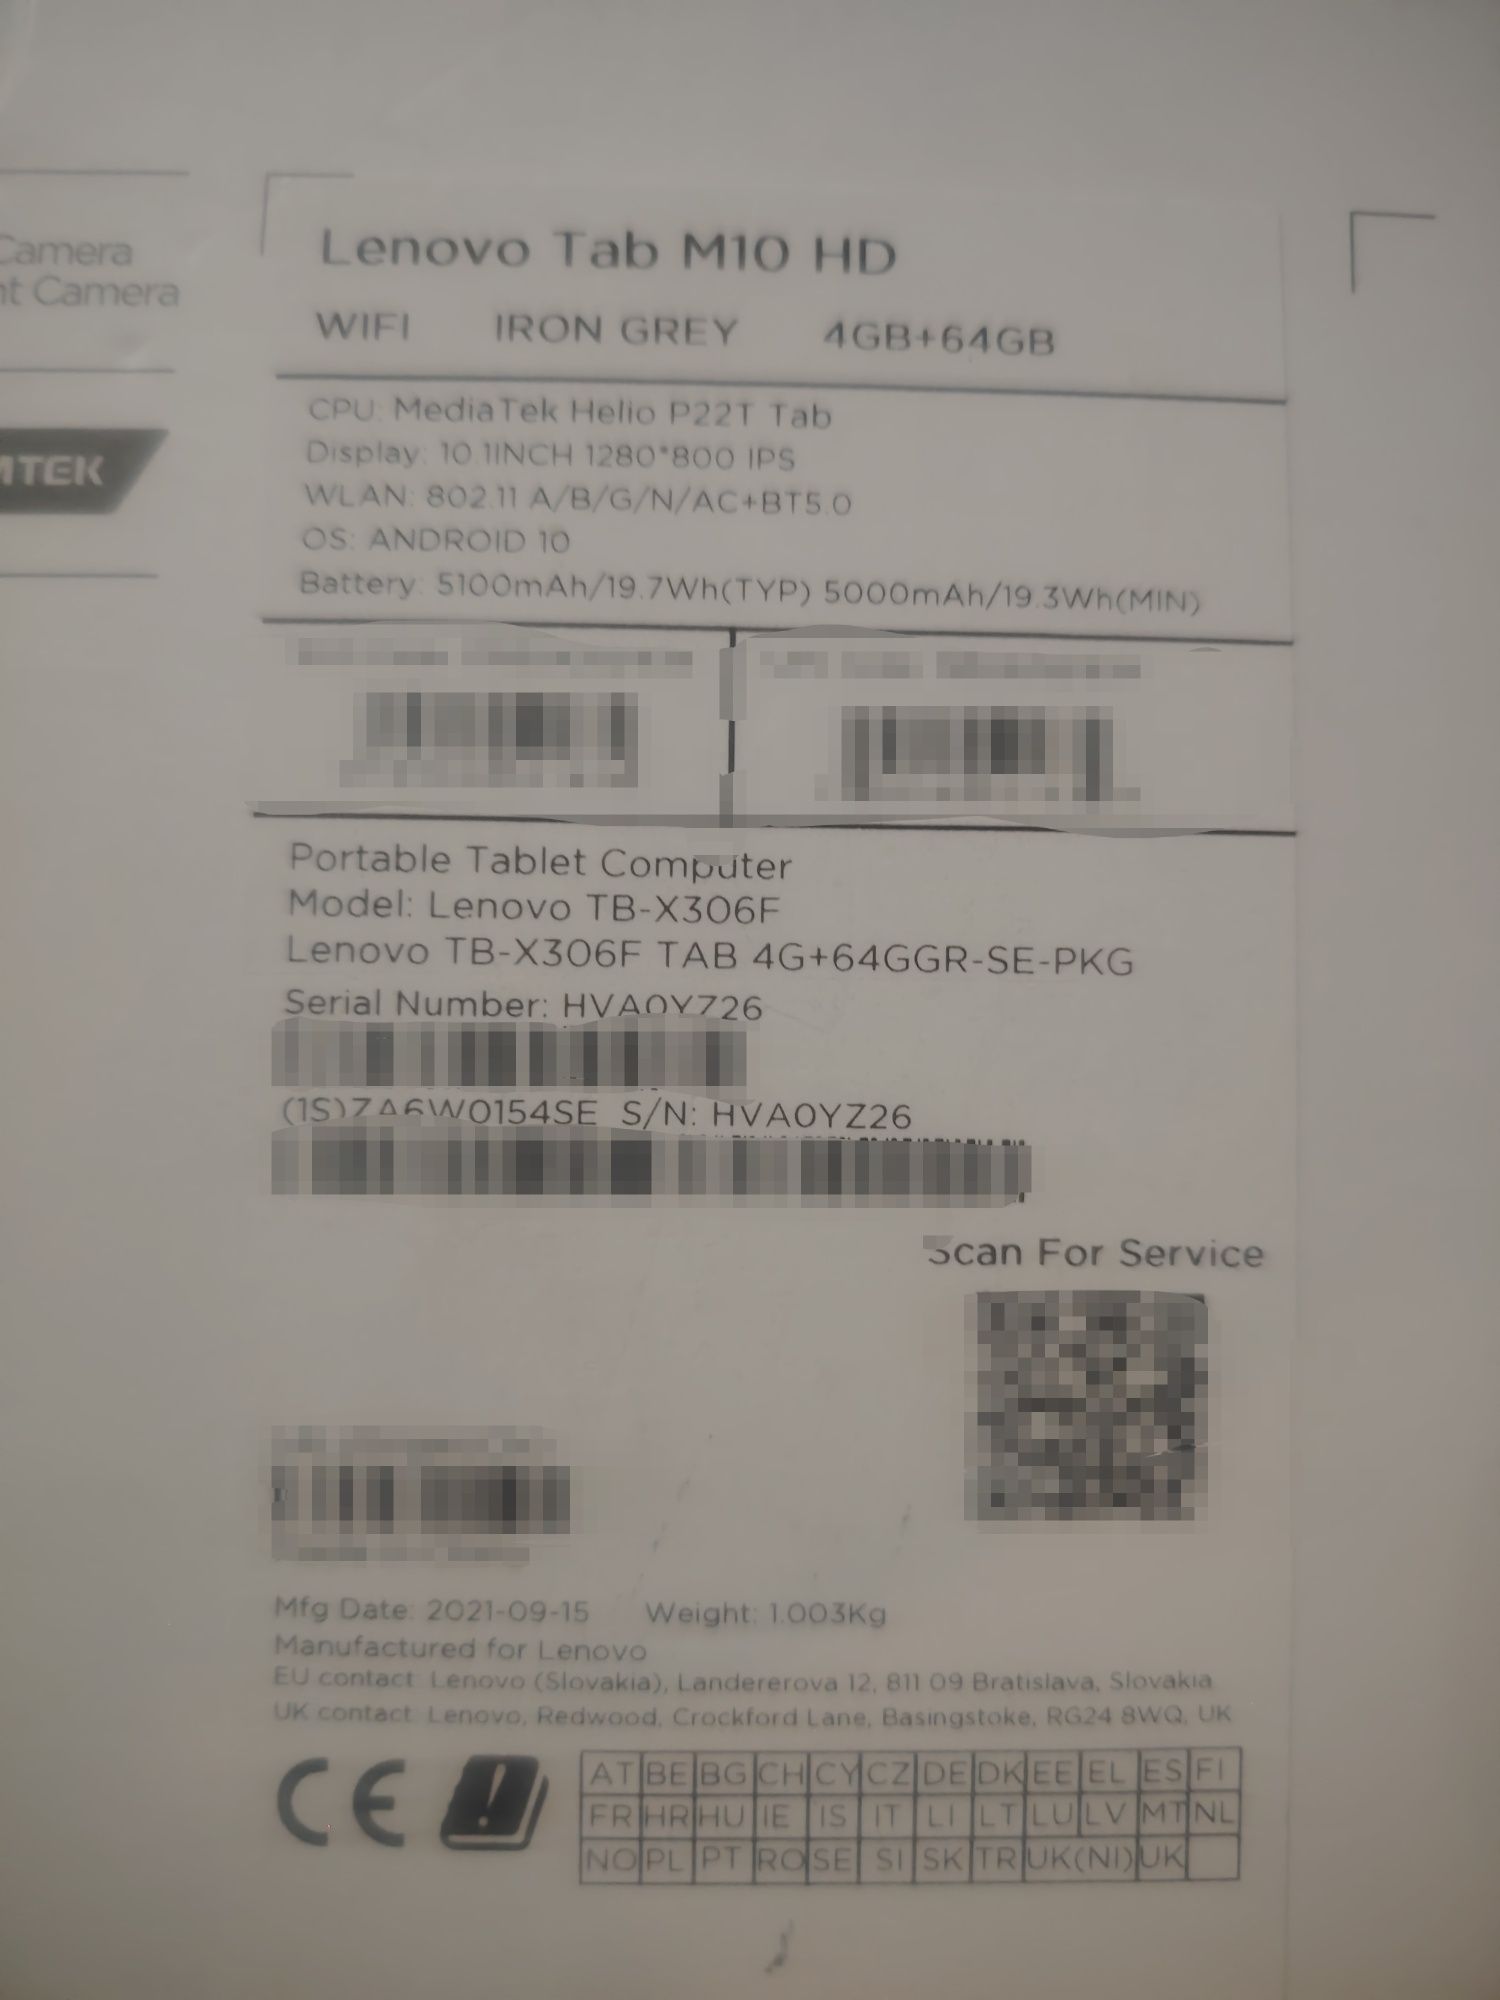 Camera
Camera
Lenovo Tab M10 HD
WIFI IRON GREY 4GB+64GB
CPU: MediaTek Helio P22T Tab
Display: 10.1INCH 1280*800 IPS
WLAN: 802.11 A/B/G/N/AC+BT5.0
OS: ANDROID 10
Battery: 5100mAh/19.7Wh(TYP) 5000mAh/19.3Wh(MIN)
Portable Tablet Computer
Model: Lenovo TB-X306F
Lenovo TB-X306F TAB 4G+64GGR-SE-PKG
Serial Number: HVA0YZ26
(1S)ZA6W0154SE S/N: HVA0YZ26
Scan For Service
Mfg Date: 2021-09-15 Weight: 1.003Kg
Manufactured for Lenovo
EU contact: Lenovo (Slovakia), Landererova 12, 811 09 Bratislava, Slovakia
UK contact: Lenovo, Redwood, Crockford Lane, Basingstoke, RG24 8WQ, UK
CE
AT BE BG CH CY CZ DE DK EE EL ES FI
FR HR HU IE IS IT LI LT LU LV MT NL
NO PL PT RO SE SI SK TR UK(NI) UK